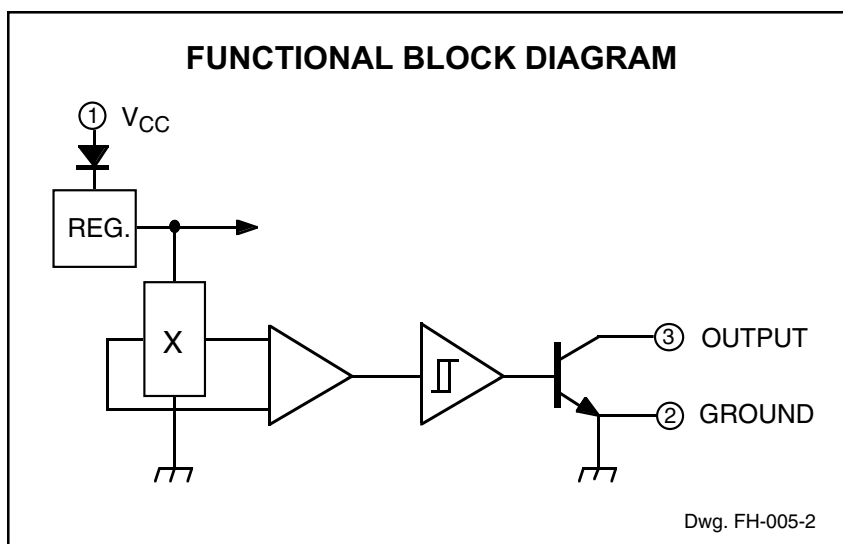 FUNCTIONAL BLOCK DIAGRAM
1 VCC
REG.
X
3 OUTPUT
2 GROUND
Dwg. FH-005-2